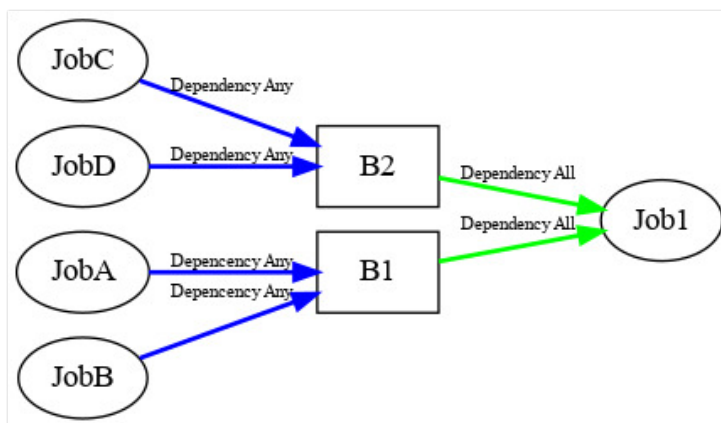 JobC
Dependency Any
JobD
Dependency Any
B2
Dependency All
Job1
Dependency All
JobA
Depencency Any
B1
Depencency Any
JobB